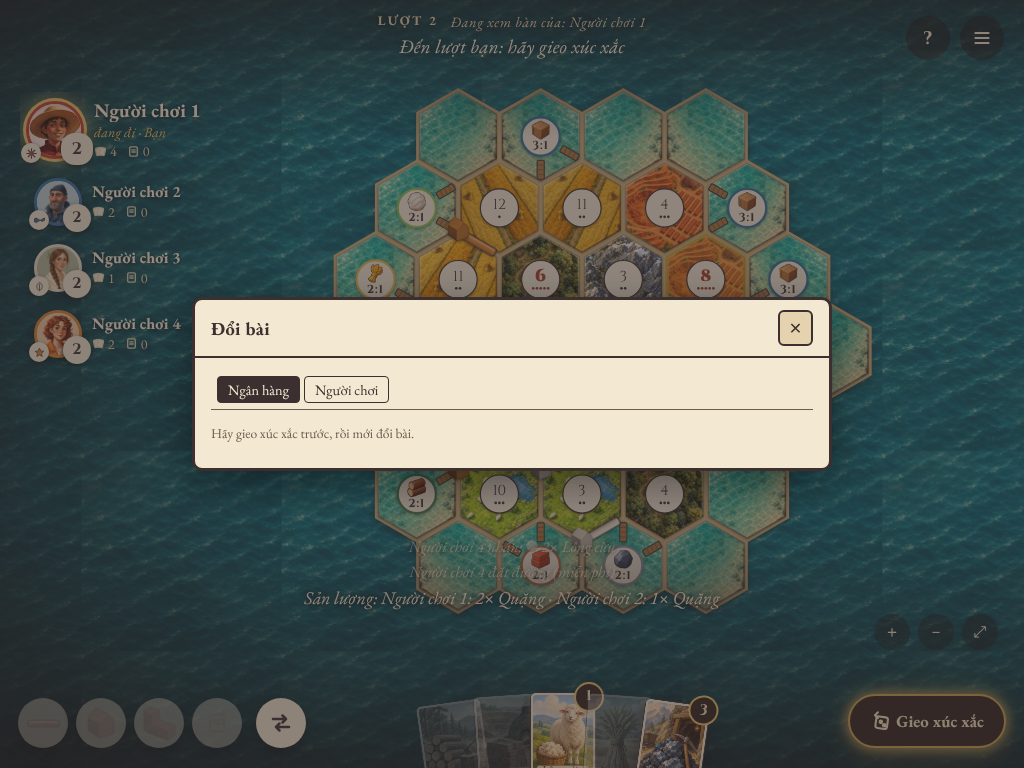 LƯỢT 2 Đang xem bàn của: Người chơi 1
Đến lượt bạn: hãy gieo xúc xắc
?
Người chơi 1
đang đi · Bạn
2
4 0
Người chơi 2
2
2 0
Người chơi 3
2
1 0
Người chơi 4
2
2 0
3:1
2:1
12
11
4
3:1
2:1
11
6
3
8
3:1
Đổi bài
×
Ngân hàng
Người chơi
Hãy gieo xúc xắc trước, rồi mới đổi bài.
2:1
10
3
4
2:1
2:1
Sản lượng: Người chơi 1: 2× Quặng · Người chơi 2: 1× Quặng
+
−
1
3
Gieo xúc xắc